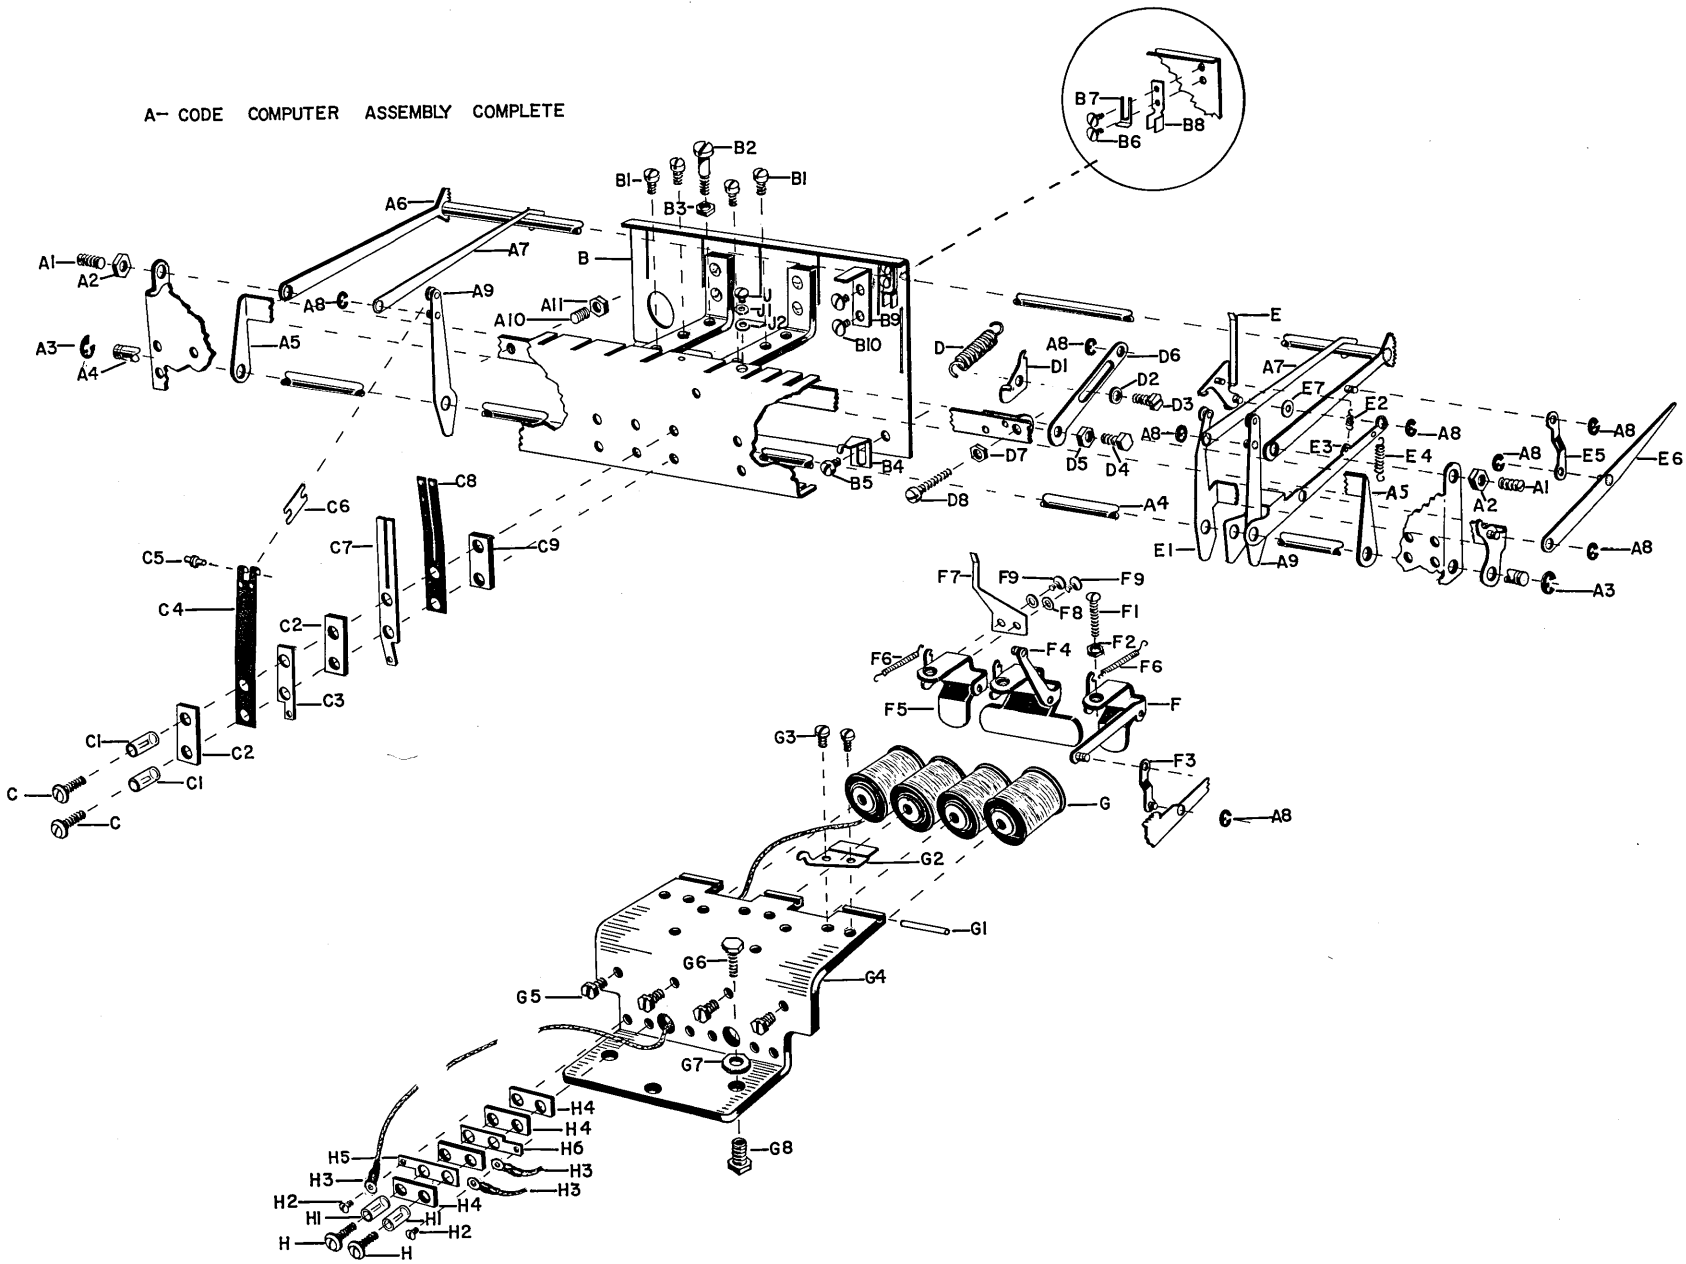 A- CODE COMPUTER ASSEMBLY COMPLETE
B7
B8
B6
B2
B1
B1
B3
A6
A7
B
A1
A2
A8
A9
A11
A10
J
J1
J2
B9
B10
A3
A4
A5
D
D1
A8
D6
D2
D3
D5
D4
D7
D8
B4
B5
E
A7
E7
E2
A8
A8
E3
E4
A8
E5
E6
A8
A5
A2
A1
A4
E1
A9
A8
A3
C8
C6
C7
C9
C5
C4
C2
C3
C1
C2
C1
C
C
F7
F9
F9
F8
F1
F2
F6
F4
F6
F5
F
F3
A8
G3
G
G2
G1
G6
G4
G5
G7
G8
H4
H4
H6
H5
H3
H3
H3
H2
H4
H1
H1
H2
H
H